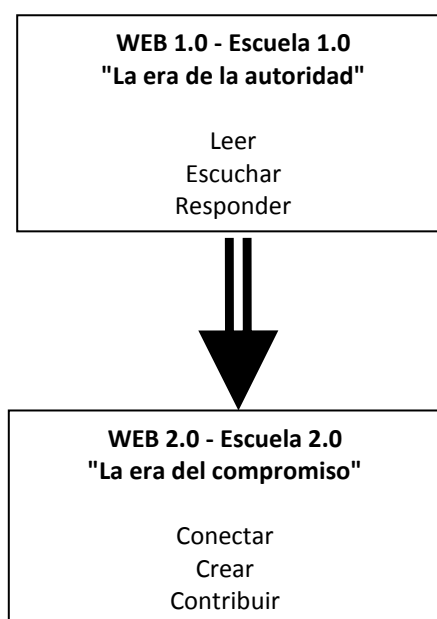 WEB 1.0 - Escuela 1.0
"La era de la autoridad"
Leer
Escuchar
Responder
WEB 2.0 - Escuela 2.0
"La era del compromiso"
Conectar
Crear
Contribuir